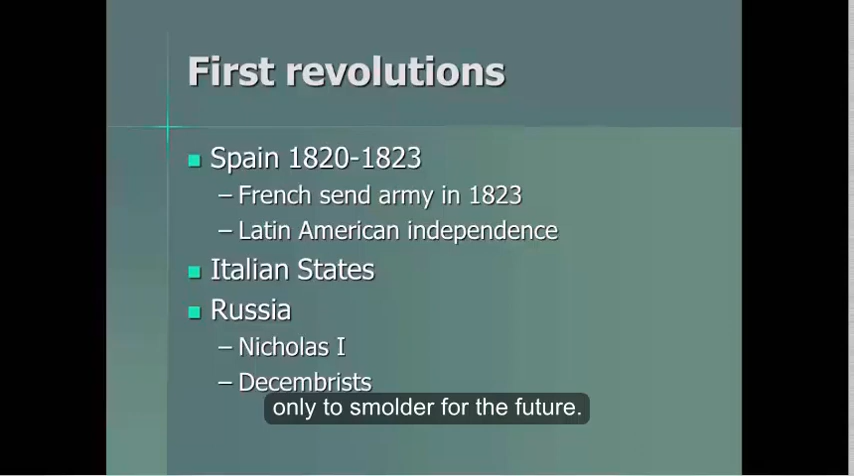 First revolutions
Spain 1820-1823
– French send army in 1823
– Latin American independence
Italian States
Russia
– Nicholas I
– Decembrists
only to smolder for the future.